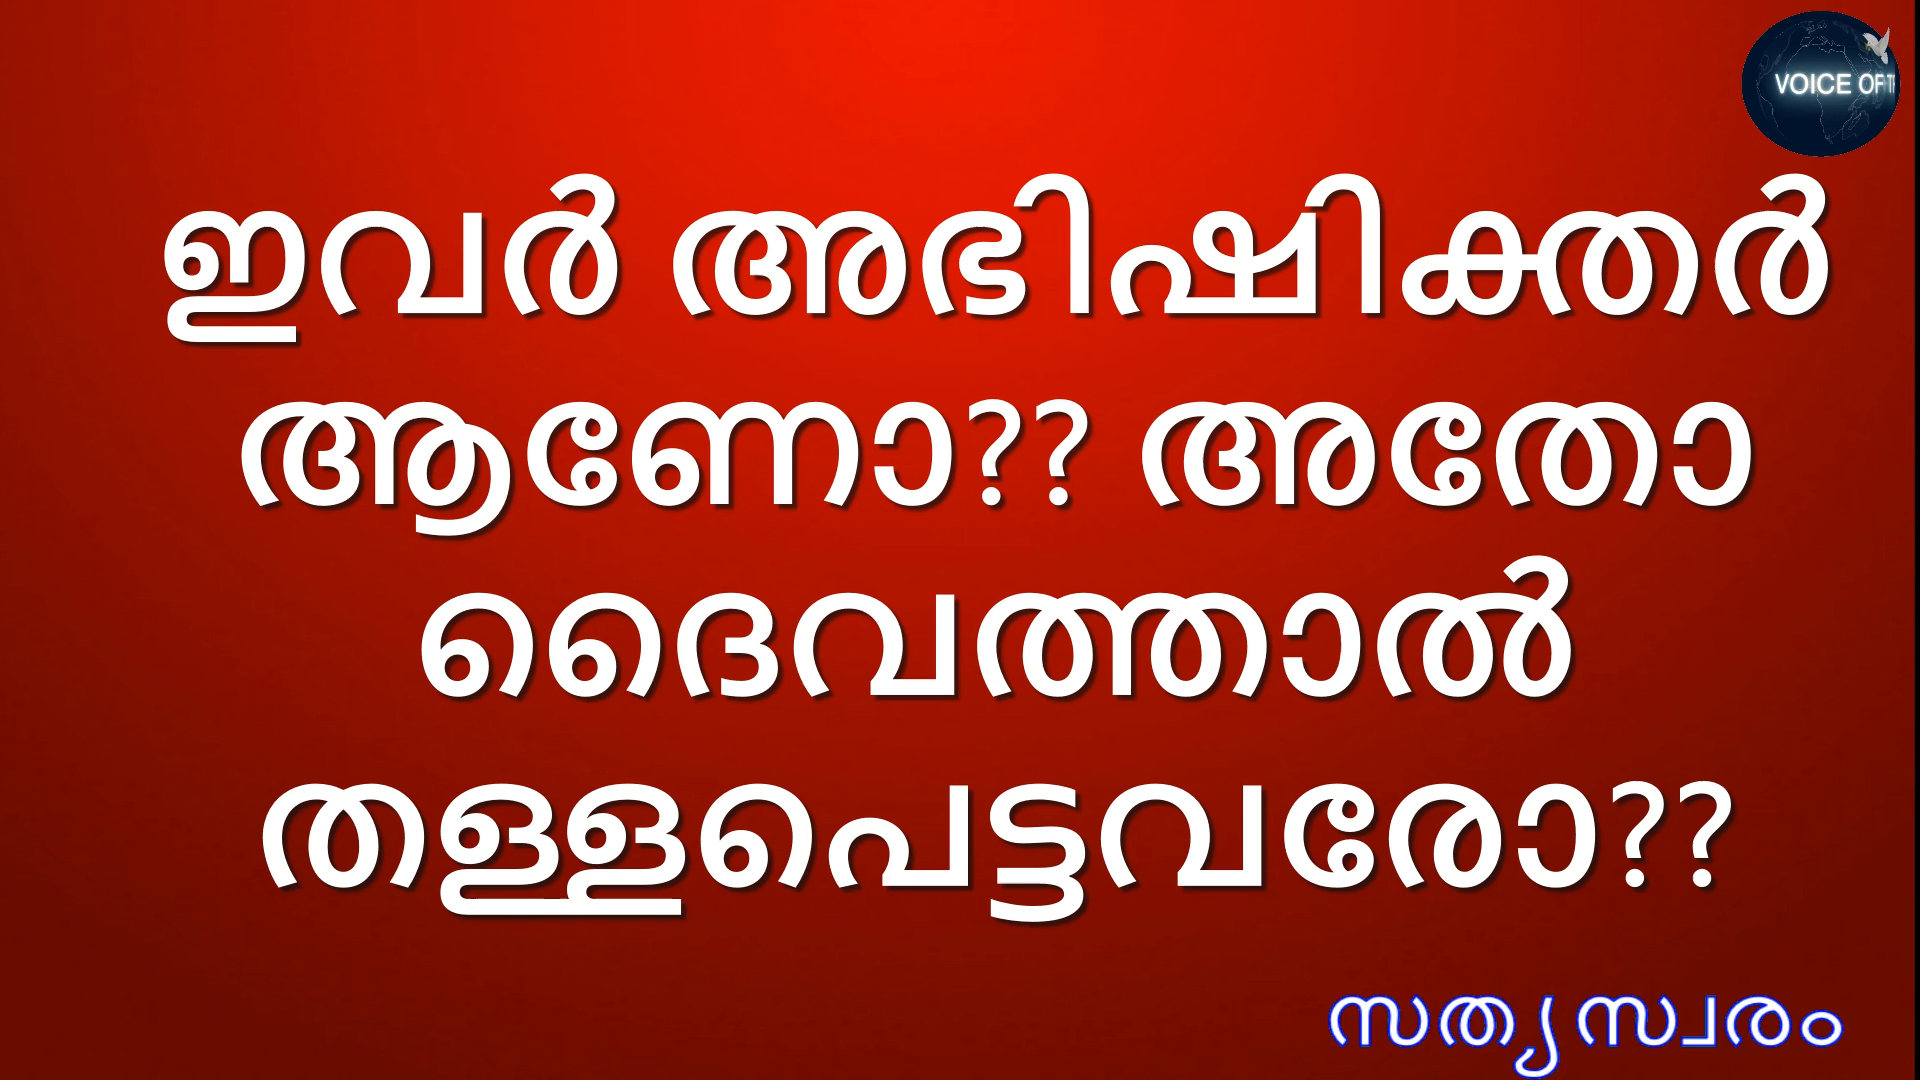 VOICE OF
ഇവർ അഭിഷിക്തർ
ആണോ?? അതോ
ദൈവത്താൽ
തള്ളപെട്ടവരോ??
സത്യസ്വരം